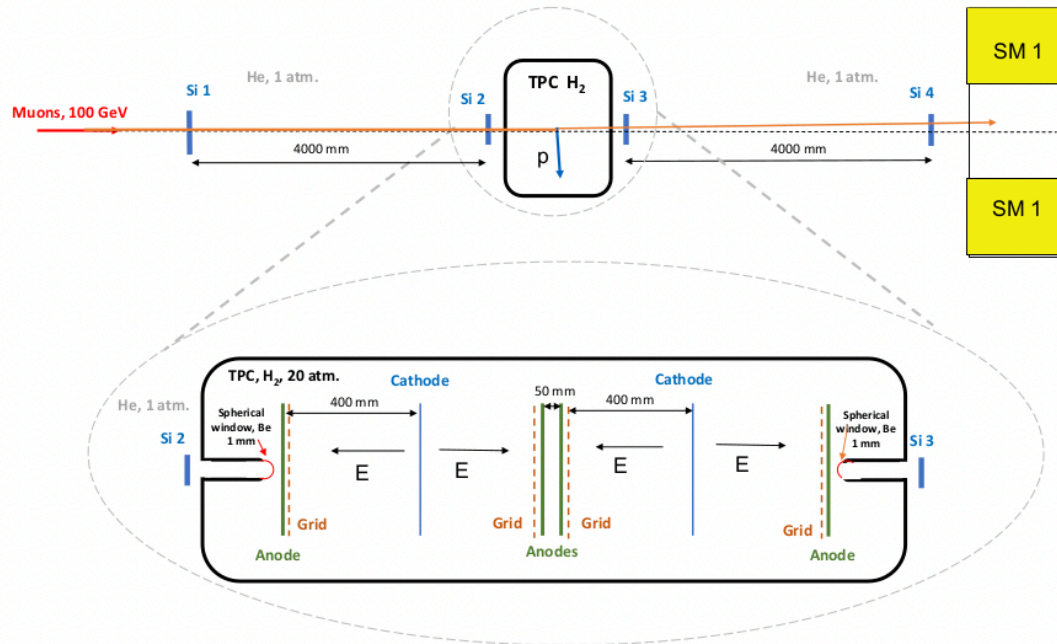 SM 1
He, 1 atm.
TPC H₂
He, 1 atm.
Si 1
Si 2
Si 3
Si 4
Muons, 100 GeV
4000 mm
p
4000 mm
SM 1
TPC, H₂, 20 atm.
Cathode
50 mm
Cathode
He, 1 atm.
400 mm
400 mm
Spherical
window, Be
1 mm
Spherical
window, Be
1 mm
Si 2
Si 3
E
E
E
E
Grid
Grid
Grid
Grid
Anode
Anodes
Anode